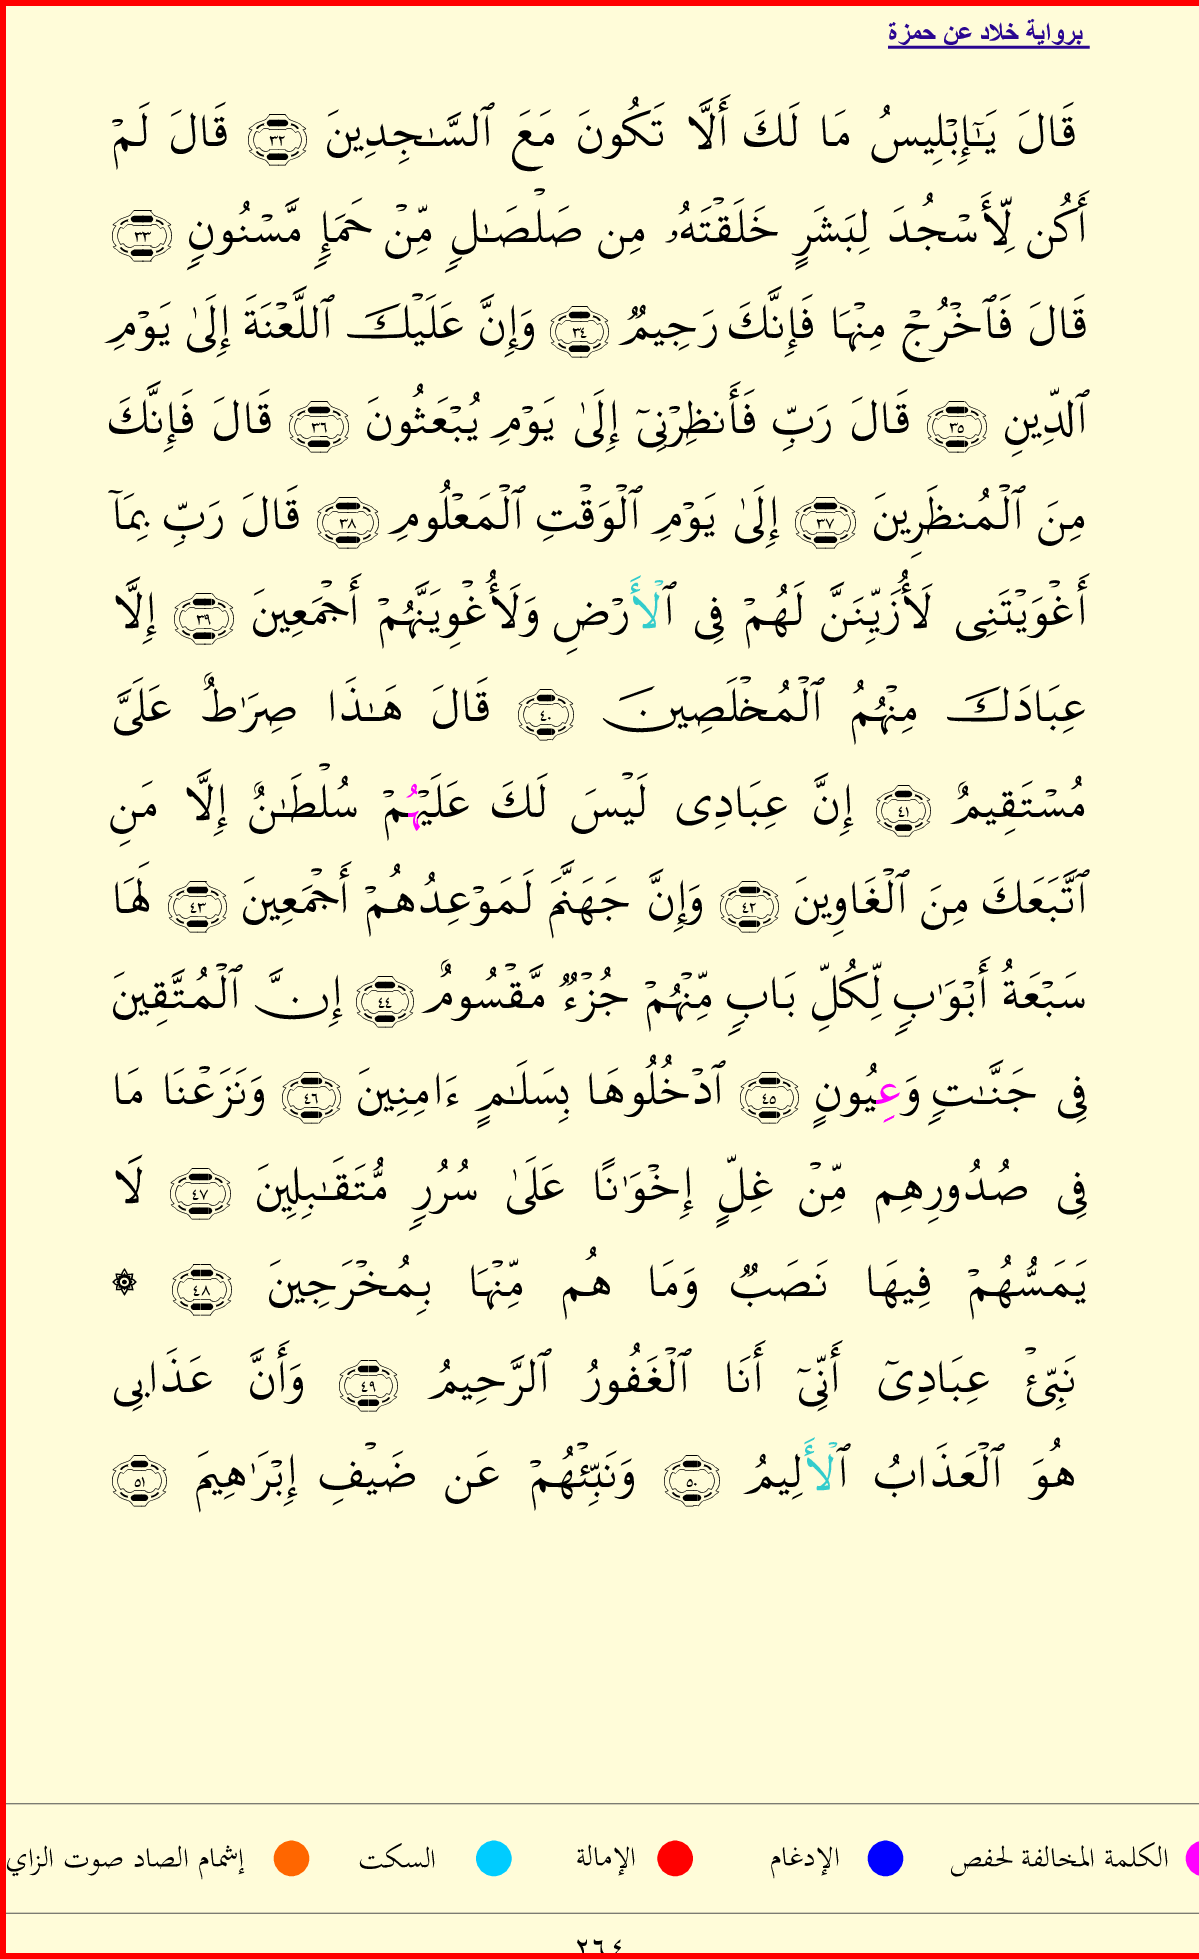 برواية خلاد عن حمزة
قَالَ يَـٰٓإِبْلِيسُ مَا لَكَ أَلَّا تَكُونَ مَعَ ٱلسَّـٰجِدِينَ ٣٢ قَالَ لَمْ
أَكُن لِّأَسْجُدَ لِبَشَرٍ خَلَقْتَهُۥ مِن صَلْصَـٰلٍ مِّنْ حَمَإٍ مَّسْنُونٍ ٣٣
قَالَ فَٱخْرُجْ مِنْهَا فَإِنَّكَ رَجِيمٌ ٣٤ وَإِنَّ عَلَيْكَ ٱللَّعْنَةَ إِلَىٰ يَوْمِ
ٱلدِّينِ ٣٥ قَالَ رَبِّ فَأَنظِرْنِىٓ إِلَىٰ يَوْمِ يُبْعَثُونَ ٣٦ قَالَ فَإِنَّكَ
مِنَ ٱلْمُنظَرِينَ ٣٧ إِلَىٰ يَوْمِ ٱلْوَقْتِ ٱلْمَعْلُومِ ٣٨ قَالَ رَبِّ بِمَآ
أَغْوَيْتَنِى لَأُزَيِّنَنَّ لَهُمْ فِى ٱلْأَرْضِ وَلَأُغْوِيَنَّهُمْ أَجْمَعِينَ ٣٩ إِلَّا
عِبَادَكَ مِنْهُمُ ٱلْمُخْلَصِينَ ٤٠ قَالَ هَـٰذَا صِرَٰطٌ عَلَىَّ
مُسْتَقِيمٌ ٤١ إِنَّ عِبَادِى لَيْسَ لَكَ عَلَيْهُمْ سُلْطَـٰنٌ إِلَّا مَنِ
ٱتَّبَعَكَ مِنَ ٱلْغَاوِينَ ٤٢ وَإِنَّ جَهَنَّمَ لَمَوْعِدُهُمْ أَجْمَعِينَ ٤٣ لَهَا
سَبْعَةُ أَبْوَٰبٍ لِّكُلِّ بَابٍ مِّنْهُمْ جُزْءٌ مَّقْسُومٌ ٤٤ إِنَّ ٱلْمُتَّقِينَ
فِى جَنَّـٰتٍ وَعِيُونٍ ٤٥ ٱدْخُلُوهَا بِسَلَـٰمٍ ءَامِنِينَ ٤٦ وَنَزَعْنَا مَا
فِى صُدُورِهِم مِّنْ غِلٍّ إِخْوَٰنًا عَلَىٰ سُرُرٍ مُّتَقَـٰبِلِينَ ٤٧ لَا
يَمَسُّهُمْ فِيهَا نَصَبٌ وَمَا هُم مِّنْهَا بِمُخْرَجِينَ ٤٨ ۞
نَبِّئْ عِبَادِىٓ أَنِّىٓ أَنَا ٱلْغَفُورُ ٱلرَّحِيمُ ٤٩ وَأَنَّ عَذَابِى
هُوَ ٱلْعَذَابُ ٱلْأَلِيمُ ٥٠ وَنَبِّئْهُمْ عَن ضَيْفِ إِبْرَٰهِيمَ ٥١
الكلمة المخالفة لحفص الإدغام الإمالة السكت إشمام الصاد صوت الزاي
٢٦٤